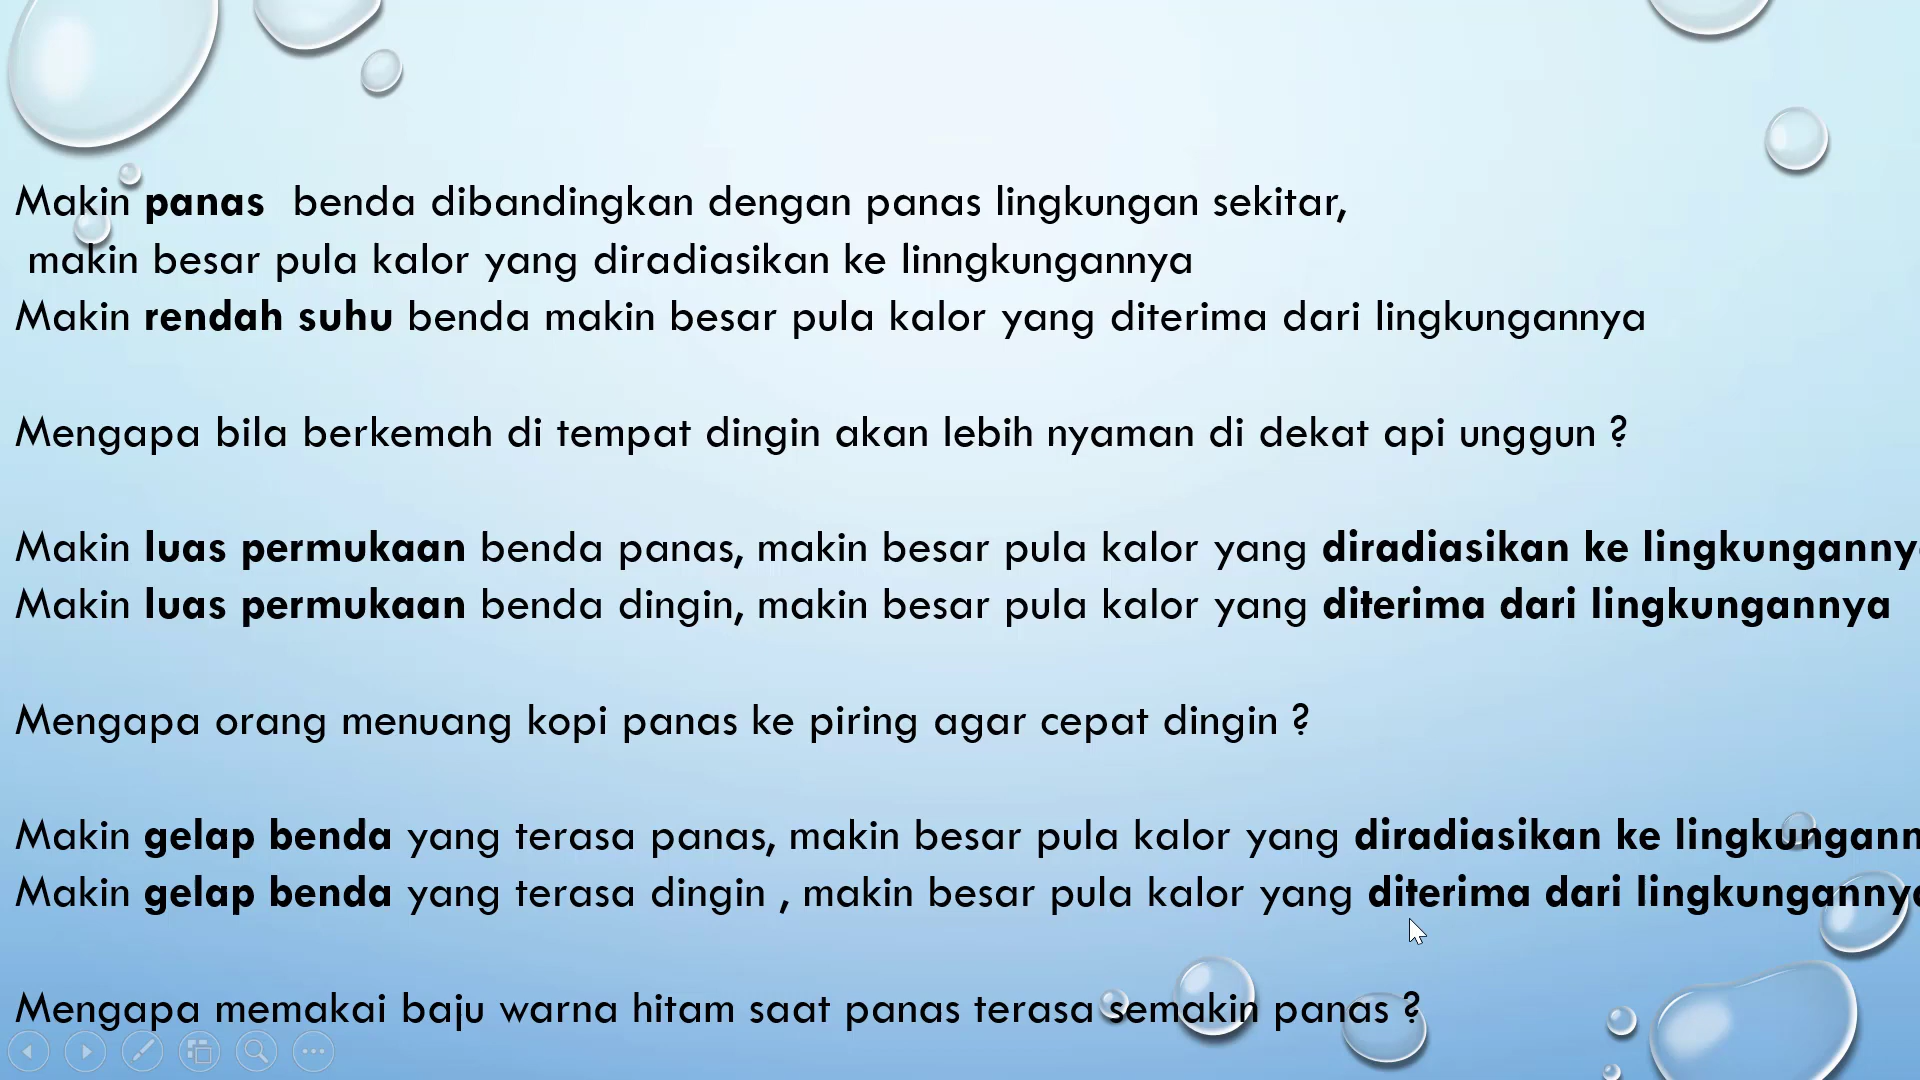 Makin panas benda dibandingkan dengan panas lingkungan sekitar,
makin besar pula kalor yang diradiasikan ke linngkungannya
Makin rendah suhu benda makin besar pula kalor yang diterima dari lingkungannya
Mengapa bila berkemah di tempat dingin akan lebih nyaman di dekat api unggun ?
Makin luas permukaan benda panas, makin besar pula kalor yang diradiasikan ke lingkungannya
Makin luas permukaan benda dingin, makin besar pula kalor yang diterima dari lingkungannya
Mengapa orang menuang kopi panas ke piring agar cepat dingin ?
Makin gelap benda yang terasa panas, makin besar pula kalor yang diradiasikan ke
Makin gelap benda yang terasa dingin , makin besar pula kalor yang diterima dari lingkungannya
Mengapa memakai baju warna hitam saat panas terasa semakin panas ?